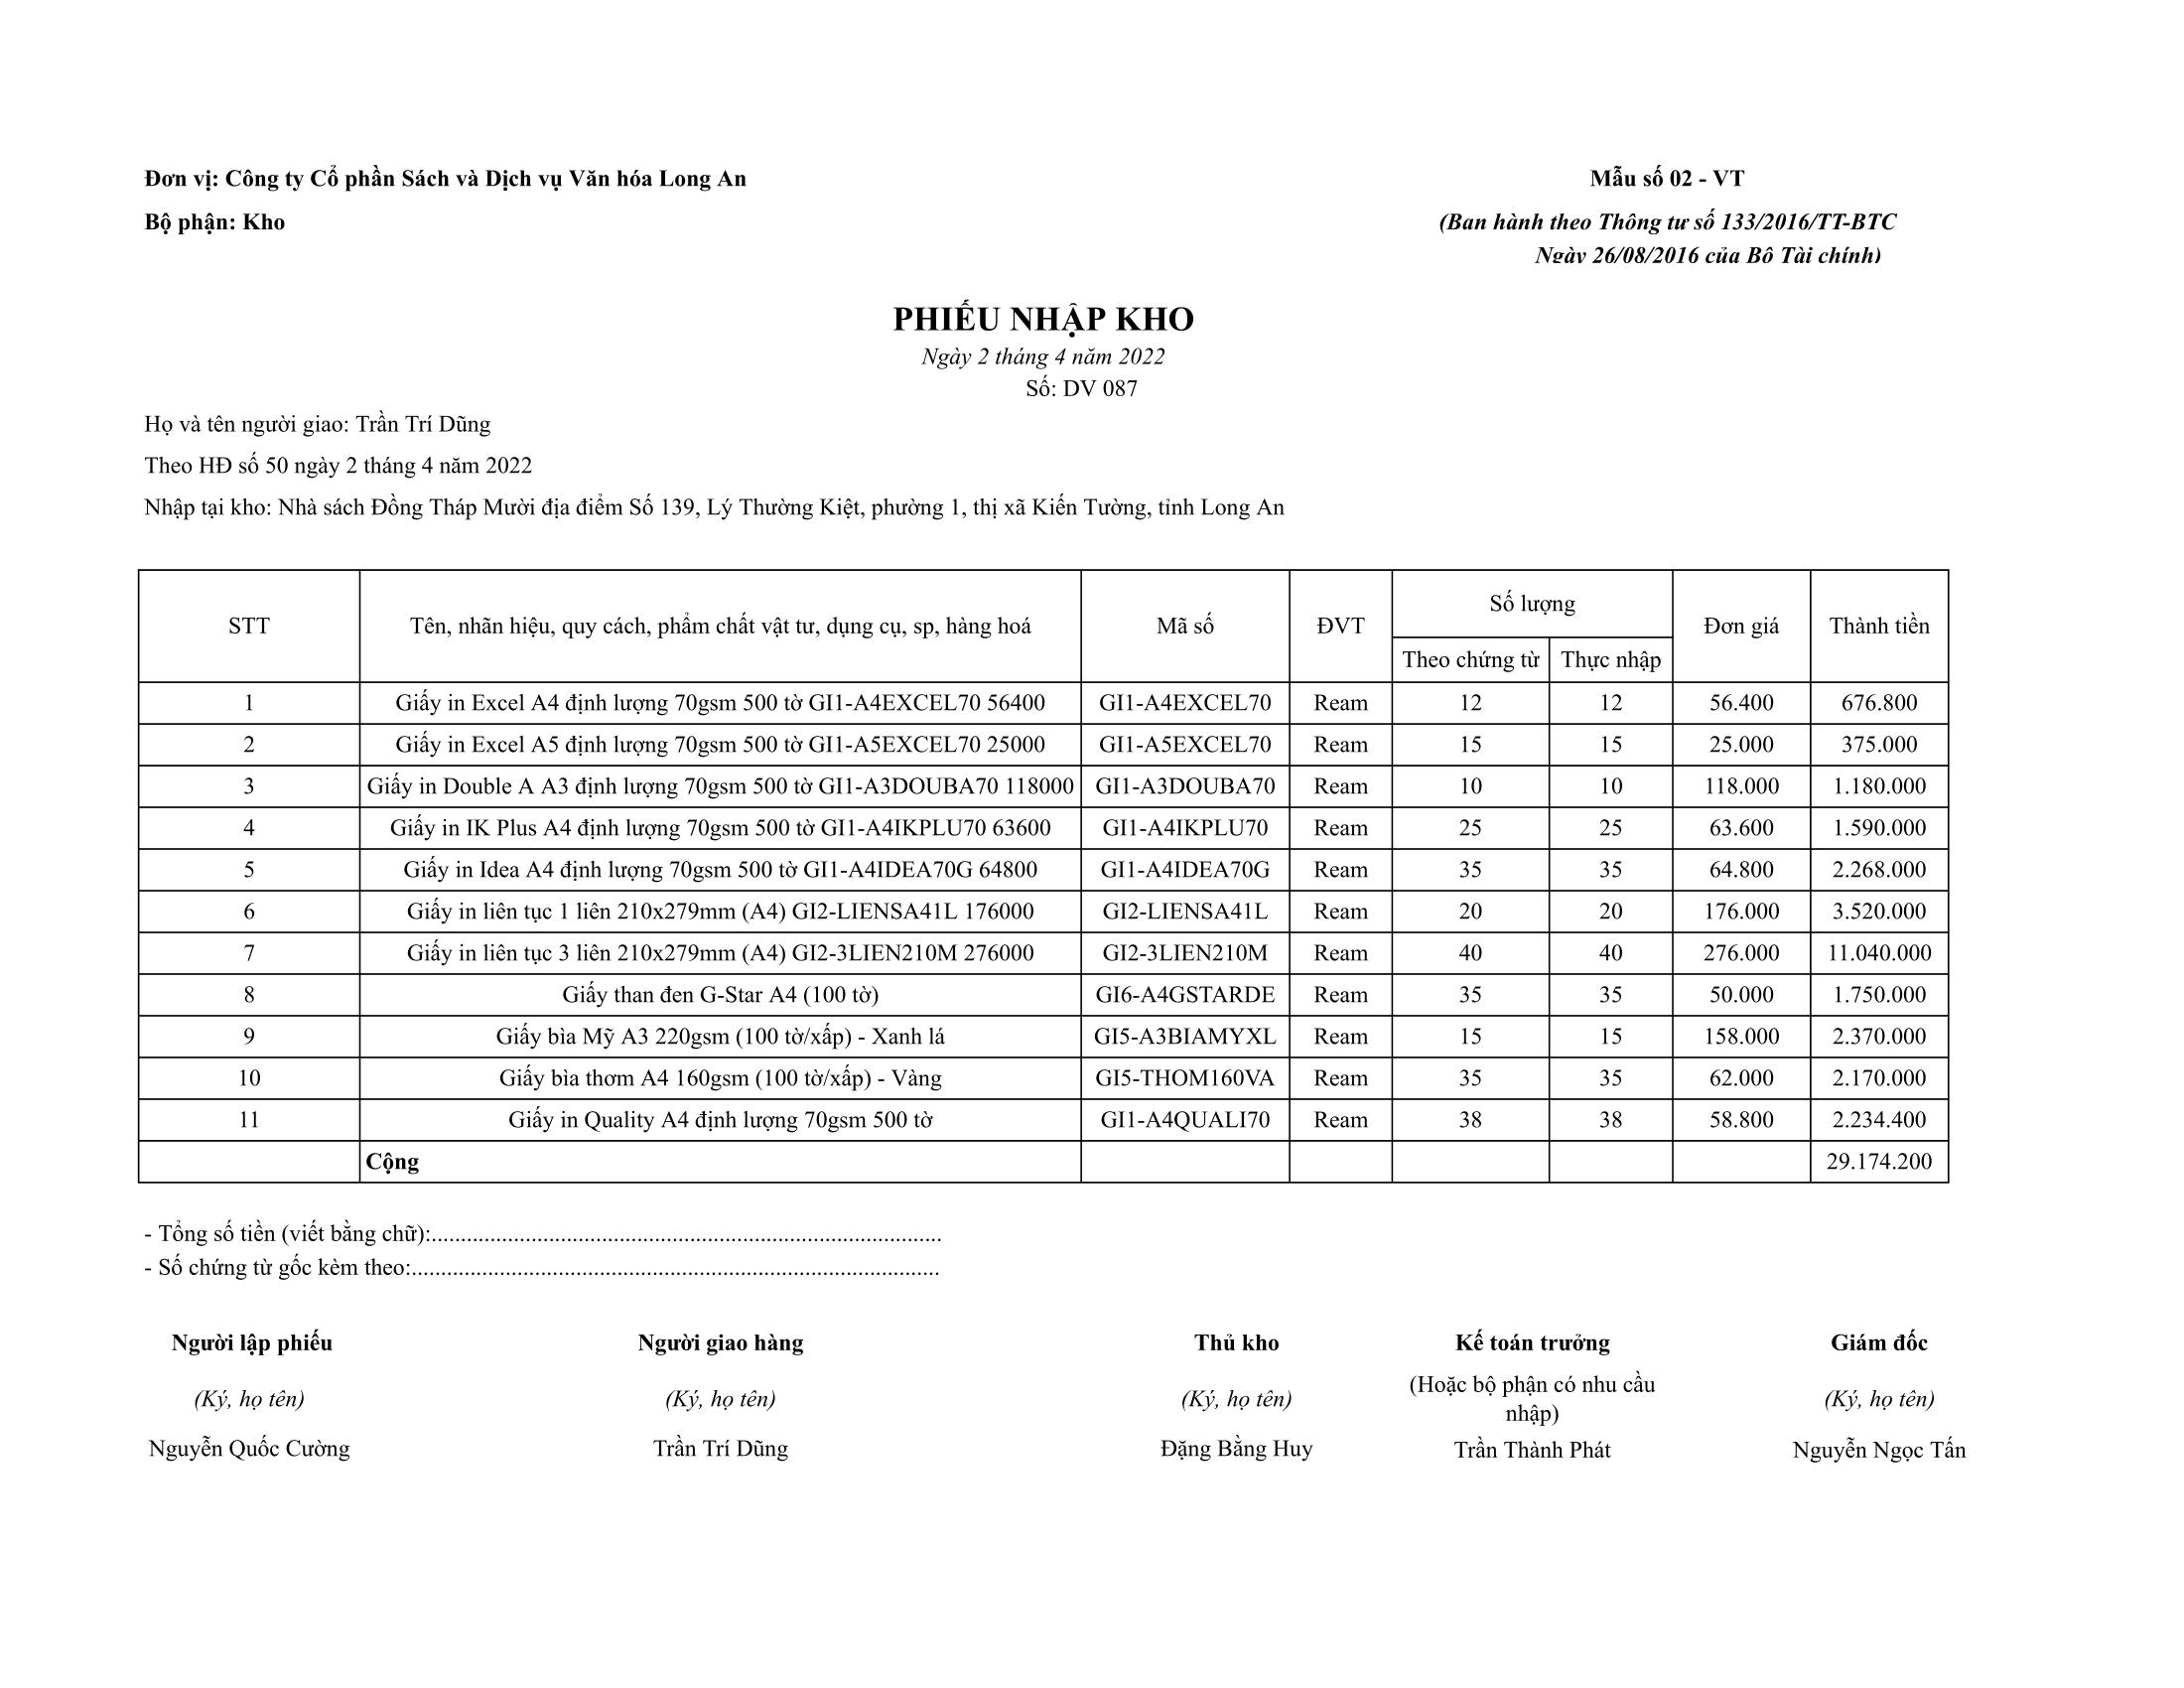 Đơn vị: Công ty Cổ phần Sách và Dịch vụ Văn hóa Long An
Mẫu số 02 - VT
Bộ phận: Kho
(Ban hành theo Thông tư số 133/2016/TT-BTC
Ngày 26/08/2016 của Bộ Tài chính)
PHIẾU NHẬP KHO
Ngày 2 tháng 4 năm 2022
Số: DV 087
Họ và tên người giao: Trần Trí Dũng
Theo HĐ số 50 ngày 2 tháng 4 năm 2022
Nhập tại kho: Nhà sách Đồng Tháp Mười địa điểm Số 139, Lý Thường Kiệt, phường 1, thị xã Kiến Tường, tỉnh Long An
STT Tên, nhãn hiệu, quy cách, phẩm chất vật tư, dụng cụ, sp, hàng hoá Mã số ĐVT Số lượng Đơn giá Thành tiền
Theo chứng từ Thực nhập
1 Giấy in Excel A4 định lượng 70gsm 500 tờ GI1-A4EXCEL70 56400 GI1-A4EXCEL70 Ream 12 12 56.400 676.800
2 Giấy in Excel A5 định lượng 70gsm 500 tờ GI1-A5EXCEL70 25000 GI1-A5EXCEL70 Ream 15 15 25.000 375.000
3 Giấy in Double A A3 định lượng 70gsm 500 tờ GI1-A3DOUBA70 118000 GI1-A3DOUBA70 Ream 10 10 118.000 1.180.000
4 Giấy in IK Plus A4 định lượng 70gsm 500 tờ GI1-A4IKPLU70 63600 GI1-A4IKPLU70 Ream 25 25 63.600 1.590.000
5 Giấy in Idea A4 định lượng 70gsm 500 tờ GI1-A4IDEA70G 64800 GI1-A4IDEA70G Ream 35 35 64.800 2.268.000
6 Giấy in liên tục 1 liên 210x279mm (A4) GI2-LIENSA41L 176000 GI2-LIENSA41L Ream 20 20 176.000 3.520.000
7 Giấy in liên tục 3 liên 210x279mm (A4) GI2-3LIEN210M 276000 GI2-3LIEN210M Ream 40 40 276.000 11.040.000
8 Giấy than đen G-Star A4 (100 tờ) GI6-A4GSTARDE Ream 35 35 50.000 1.750.000
9 Giấy bìa Mỹ A3 220gsm (100 tờ/xấp) - Xanh lá GI5-A3BIAMYXL Ream 15 15 158.000 2.370.000
10 Giấy bìa thơm A4 160gsm (100 tờ/xấp) - Vàng GI5-THOM160VA Ream 35 35 62.000 2.170.000
11 Giấy in Quality A4 định lượng 70gsm 500 tờ GI1-A4QUALI70 Ream 38 38 58.800 2.234.400
Cộng 29.174.200
- Tổng số tiền (viết bằng chữ):.......................................................................................
- Số chứng từ gốc kèm theo:..........................................................................................
Người lập phiếu Người giao hàng Thủ kho Kế toán trưởng Giám đốc
(Ký, họ tên) (Ký, họ tên) (Ký, họ tên) (Hoặc bộ phận có nhu cầu nhập) (Ký, họ tên)
Nguyễn Quốc Cường Trần Trí Dũng Đặng Bằng Huy Trần Thành Phát Nguyễn Ngọc Tấn